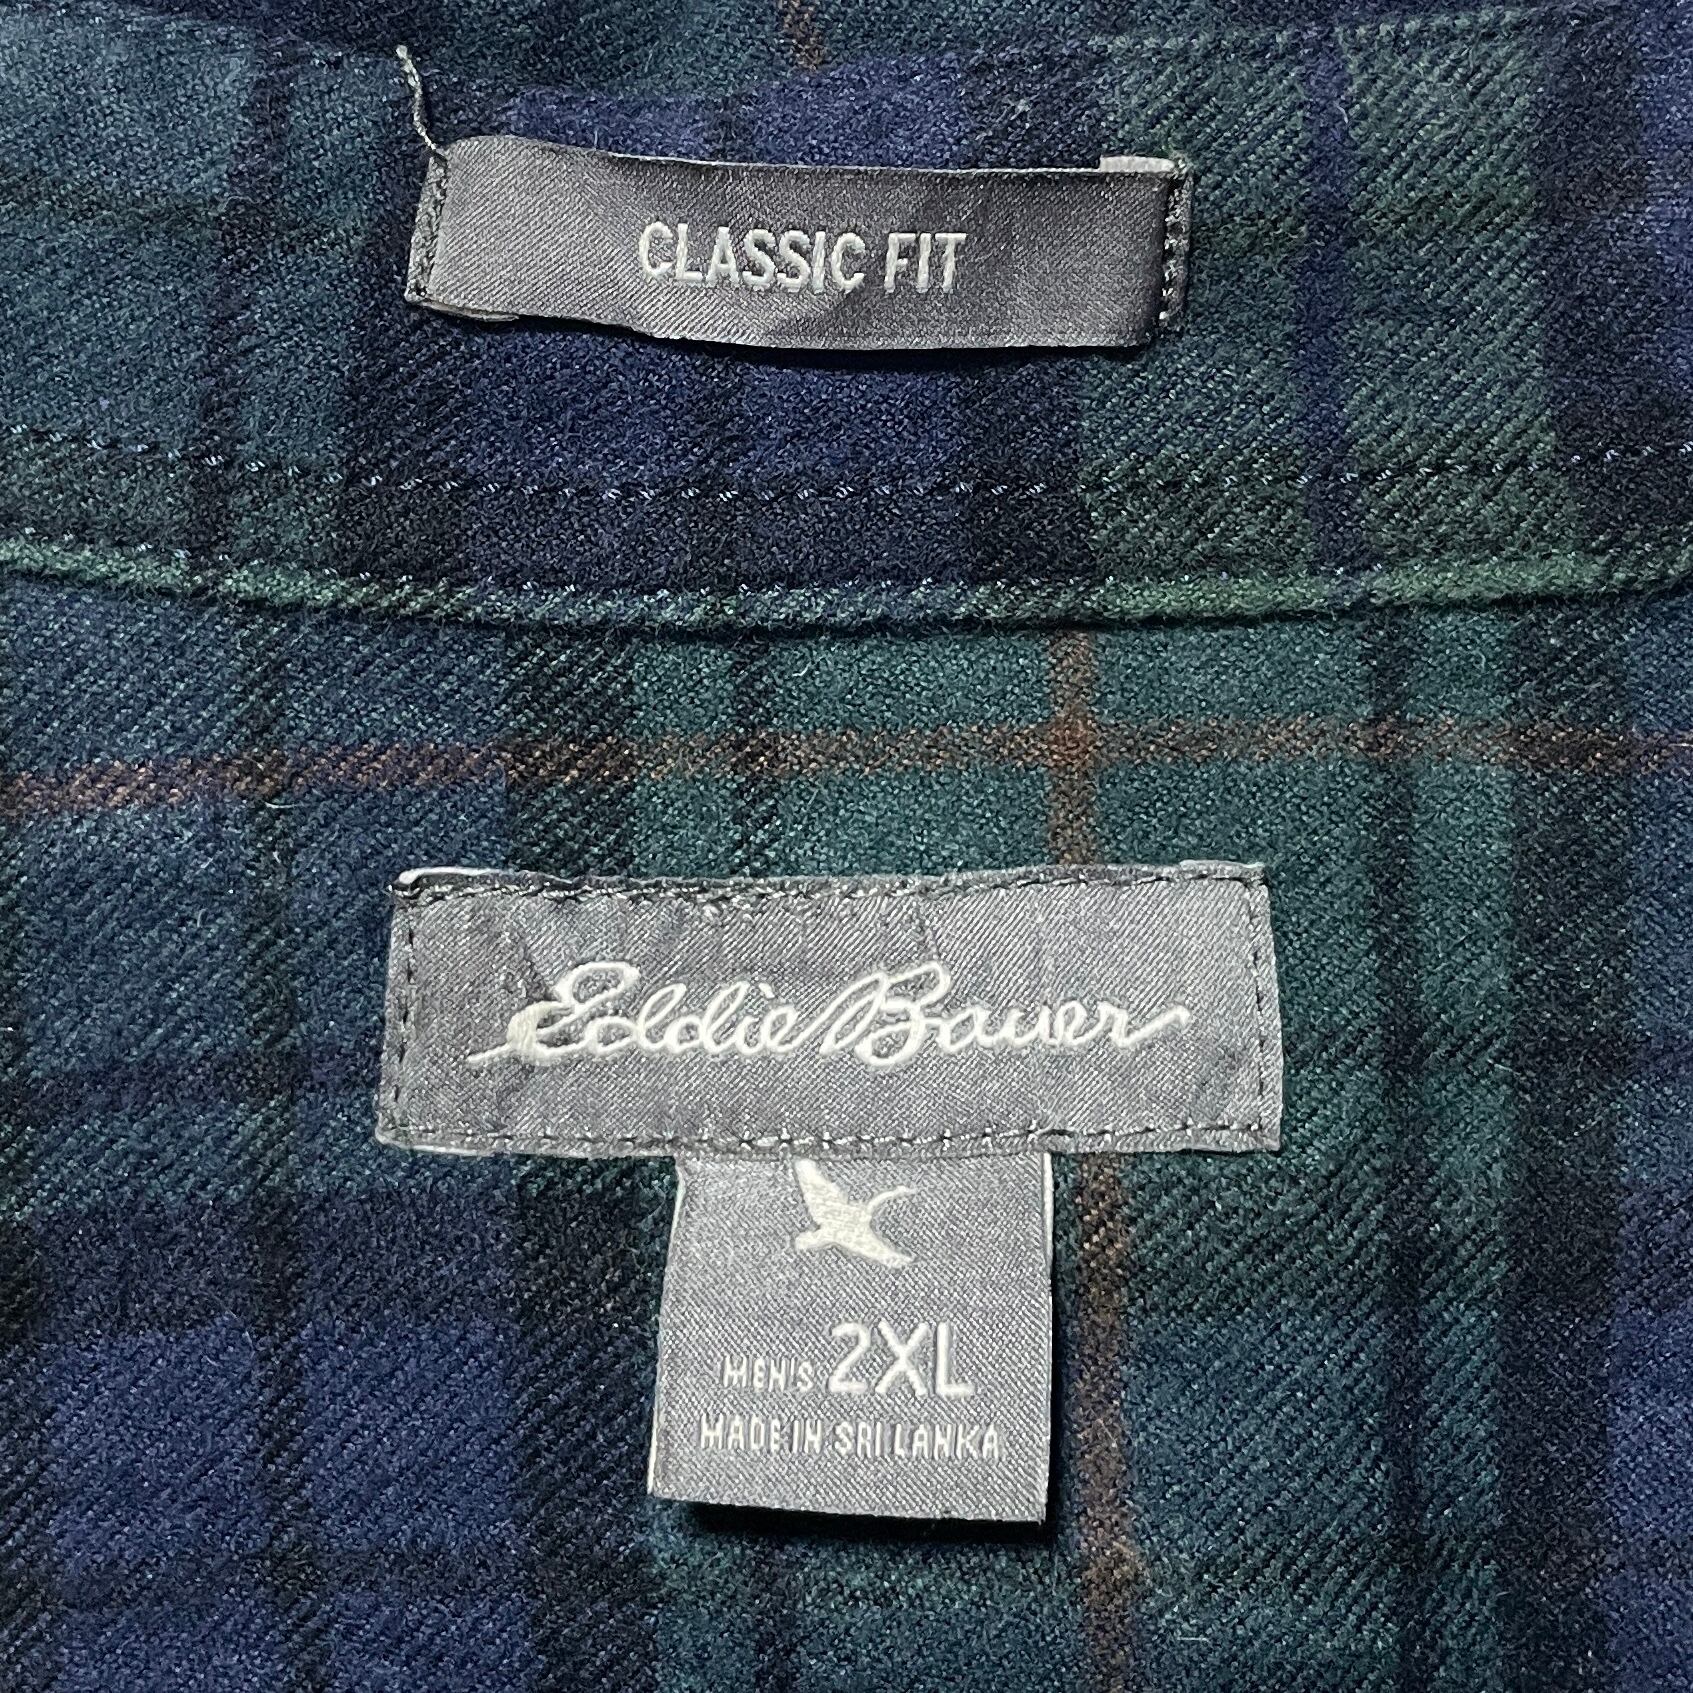 CLASSIC FIT
Eddie Bauer
MEN'S 2XL
MADE IN SRI LANKA